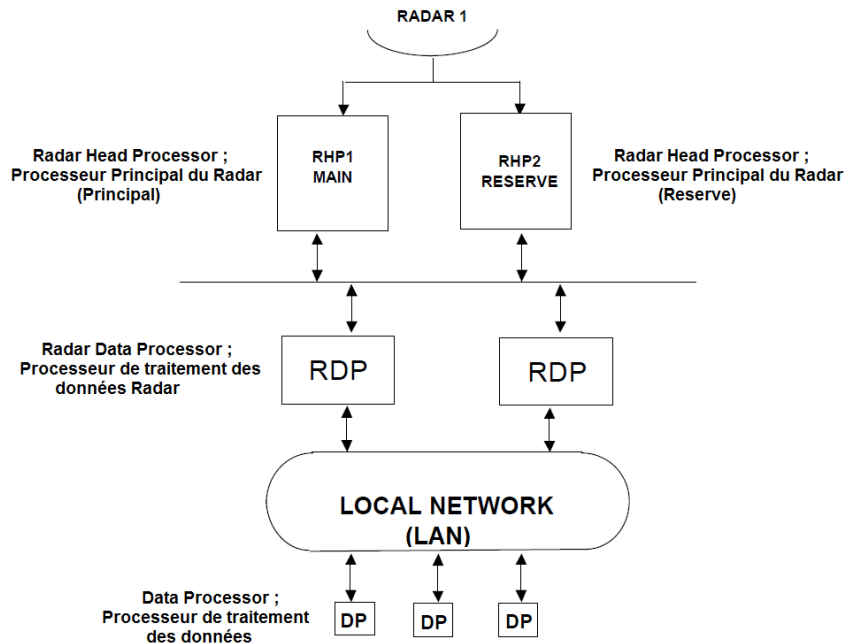 RADAR 1
Radar Head Processor ;
Processeur Principal du Radar
(Principal)
RHP1
MAIN
RHP2
RESERVE
Radar Head Processor ;
Processeur Principal du Radar
(Reserve)
Radar Data Processor ;
Processeur de traitement des
données Radar
RDP
RDP
LOCAL NETWORK
(LAN)
Data Processor ;
Processeur de traitement
des données
DP
DP
DP